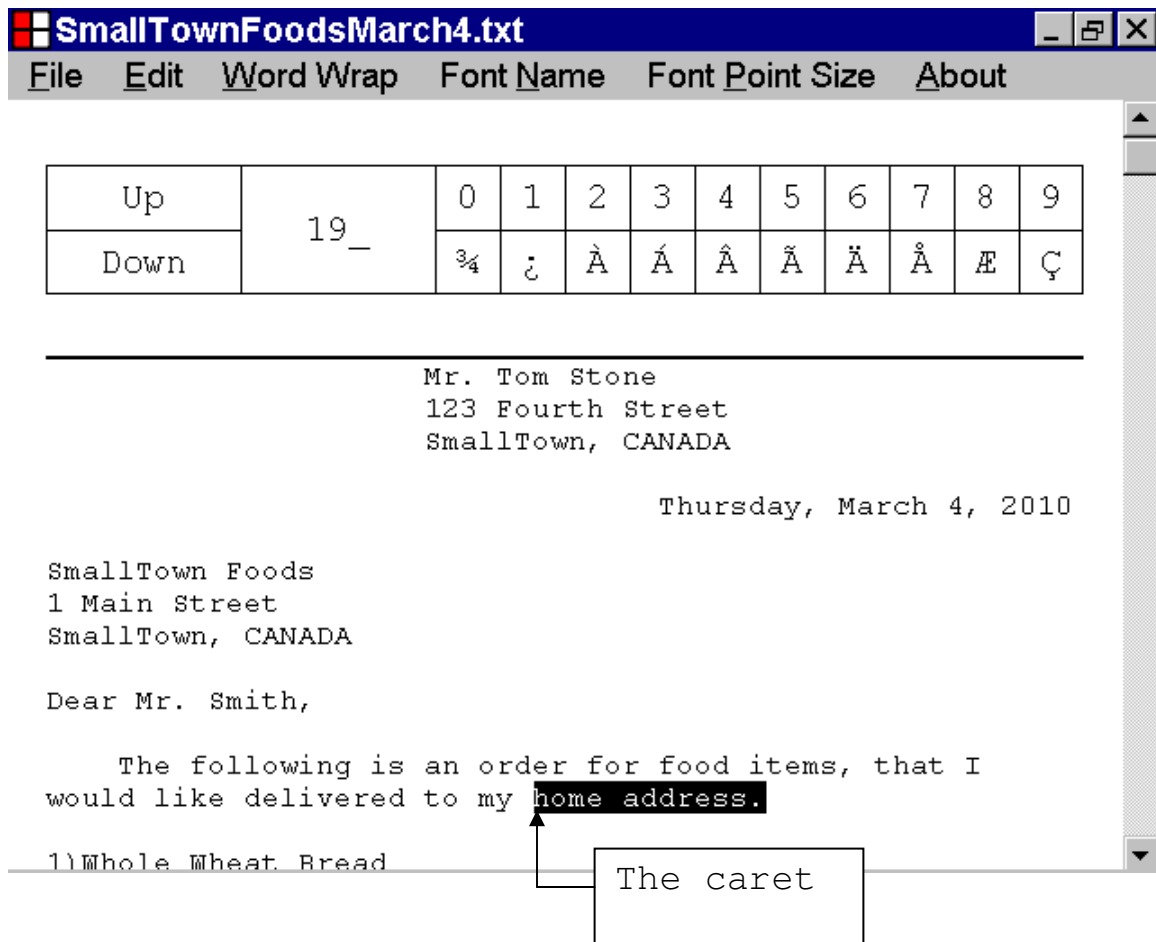 SmallTownFoodsMarch4.txt
File Edit Word Wrap Font Name Font Point Size About
Up 19_ 0 1 2 3 4 5 6 7 8 9
Down ¾ ¿ À Á Â Ã Ä Å Æ Ç
Mr. Tom Stone
123 Fourth Street
SmallTown, CANADA
Thursday, March 4, 2010
SmallTown Foods
1 Main Street
SmallTown, CANADA
Dear Mr. Smith,
The following is an order for food items, that I
would like delivered to my home address.
1)Whole Wheat Bread
The caret